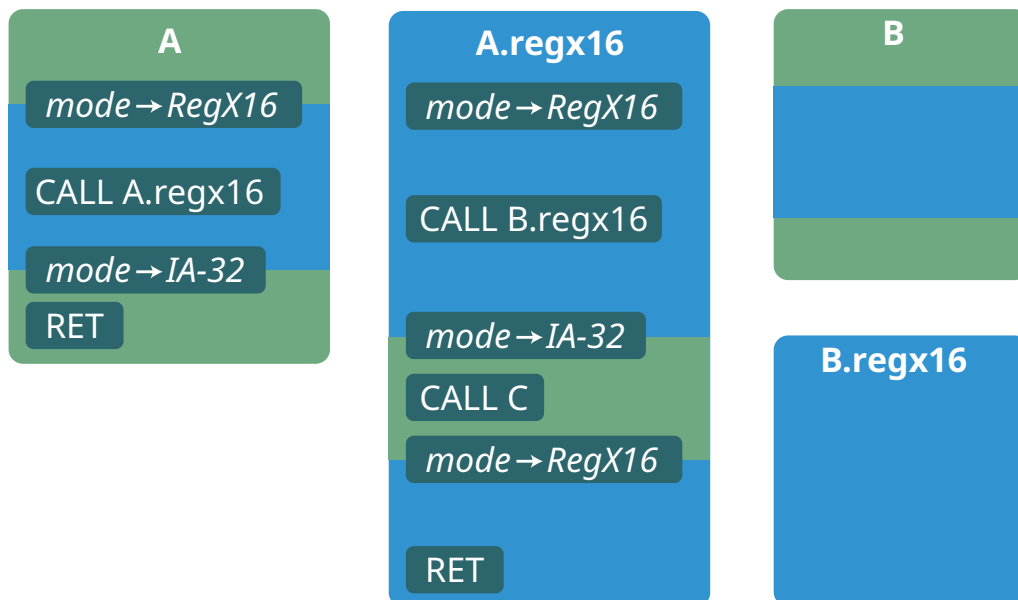 A
mode→RegX16
CALL A.regx16
mode→IA-32
RET
A.regx16
mode→RegX16
CALL B.regx16
mode→IA-32
CALL C
mode→RegX16
RET
B
B.regx16